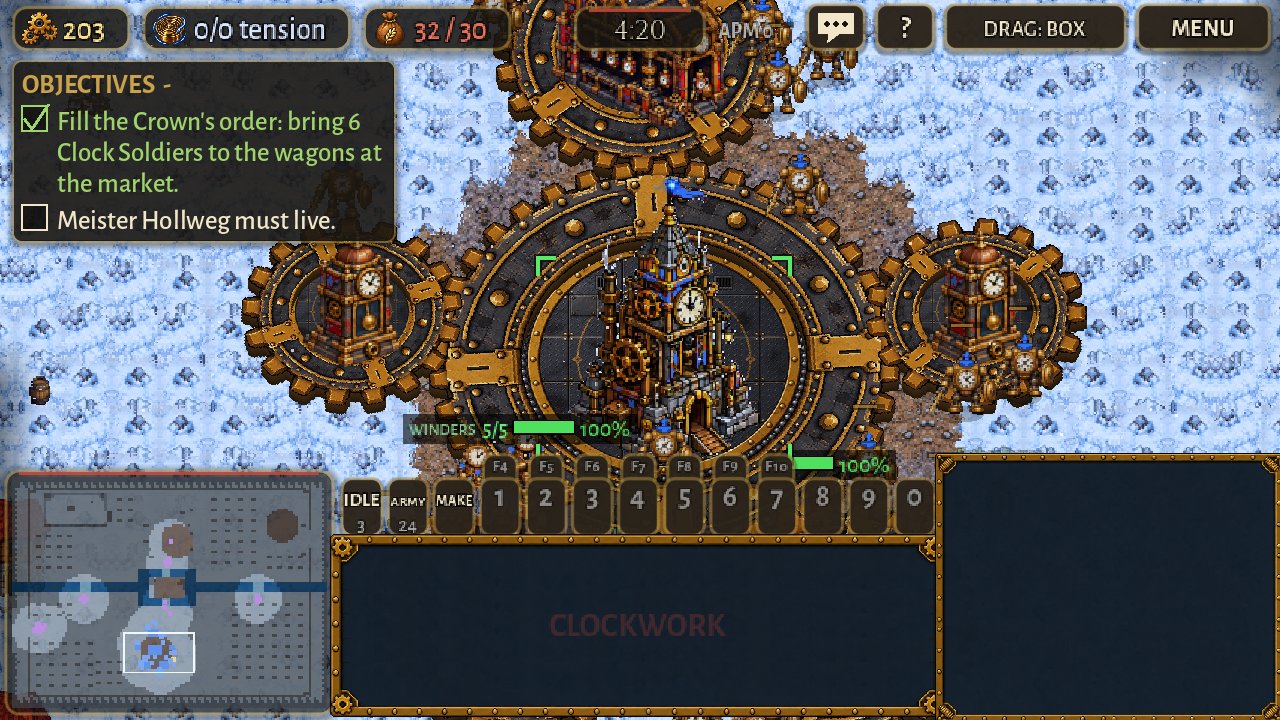 203
0/0 tension
32 / 30
4:20
APM 0
?
DRAG: BOX
MENU
OBJECTIVES -
Fill the Crown's order: bring 6
Clock Soldiers to the wagons at
the market.
Meister Hollweg must live.
WINDERS 5/5 100%
100%
F4 F5 F6 F7 F8 F9 F10
IDLE ARMY MAKE 1 2 3 4 5 6 7 8 9 0
3 24
CLOCKWORK